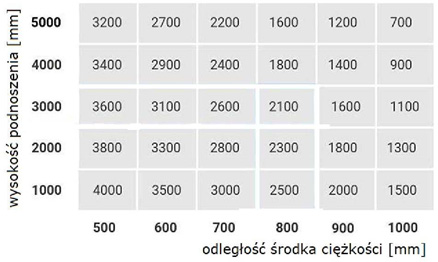 wysokość podnoszenia [mm]
5000 3200 2700 2200 1600 1200 700
4000 3400 2900 2400 1800 1400 900
3000 3600 3100 2600 2100 1600 1100
2000 3800 3300 2800 2300 1800 1300
1000 4000 3500 3000 2500 2000 1500
500 600 700 800 900 1000
odległość środka ciężkości [mm]